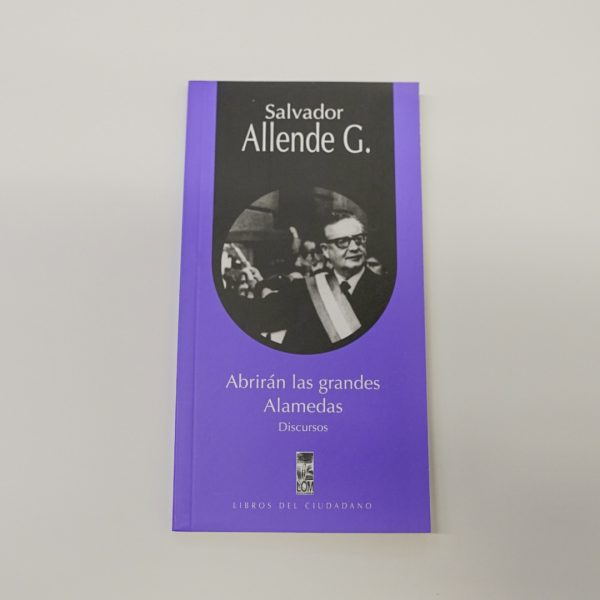 Salvador
Allende G.
Abrirán las grandes
Alamedas
Discursos
LOM
LIBROS DEL CIUDADANO